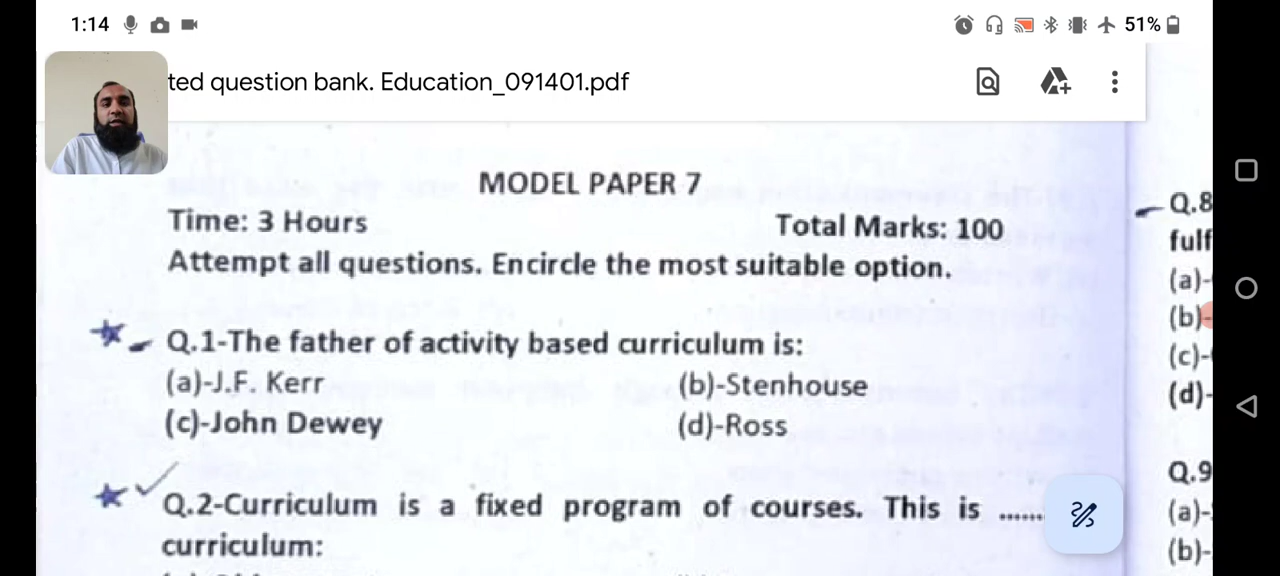 1:14
51%
ted question bank. Education_091401.pdf
MODEL PAPER 7
Time: 3 Hours
Total Marks: 100
Attempt all questions. Encircle the most suitable option.
Q.1-The father of activity based curriculum is:
(a)-J.F. Kerr
(b)-Stenhouse
(c)-John Dewey
(d)-Ross
Q.2-Curriculum is a fixed program of courses. This is ......
curriculum:
Q.8
fulf
(a)-
(b)-
(c)-
(d)-
Q.9
(a)-
(b)-